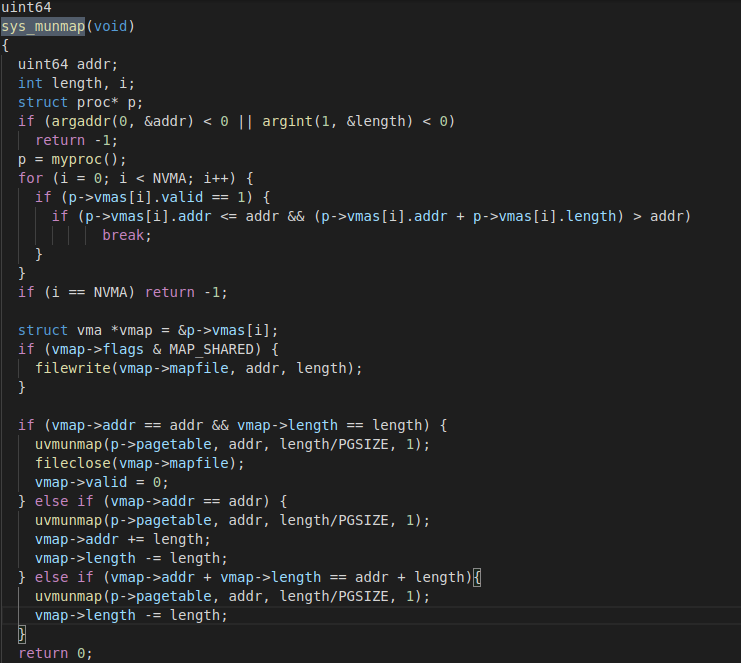 uint64
sys_munmap(void)
{
  uint64 addr;
  int length, i;
  struct proc* p;
  if (argaddr(0, &addr) < 0 || argint(1, &length) < 0)
    return -1;
  p = myproc();
  for (i = 0; i < NVMA; i++) {
    if (p->vmas[i].valid == 1) {
      if (p->vmas[i].addr <= addr && (p->vmas[i].addr + p->vmas[i].length) > addr)
            break;
    }
  }
  if (i == NVMA) return -1;

  struct vma *vmap = &p->vmas[i];
  if (vmap->flags & MAP_SHARED) {
    filewrite(vmap->mapfile, addr, length);
  }

  if (vmap->addr == addr && vmap->length == length) {
    uvmunmap(p->pagetable, addr, length/PGSIZE, 1);
    fileclose(vmap->mapfile);
    vmap->valid = 0;
  } else if (vmap->addr == addr) {
    uvmunmap(p->pagetable, addr, length/PGSIZE, 1);
    vmap->addr += length;
    vmap->length -= length;
  } else if (vmap->addr + vmap->length == addr + length){
    uvmunmap(p->pagetable, addr, length/PGSIZE, 1);
    vmap->length -= length;
  }
  return 0;